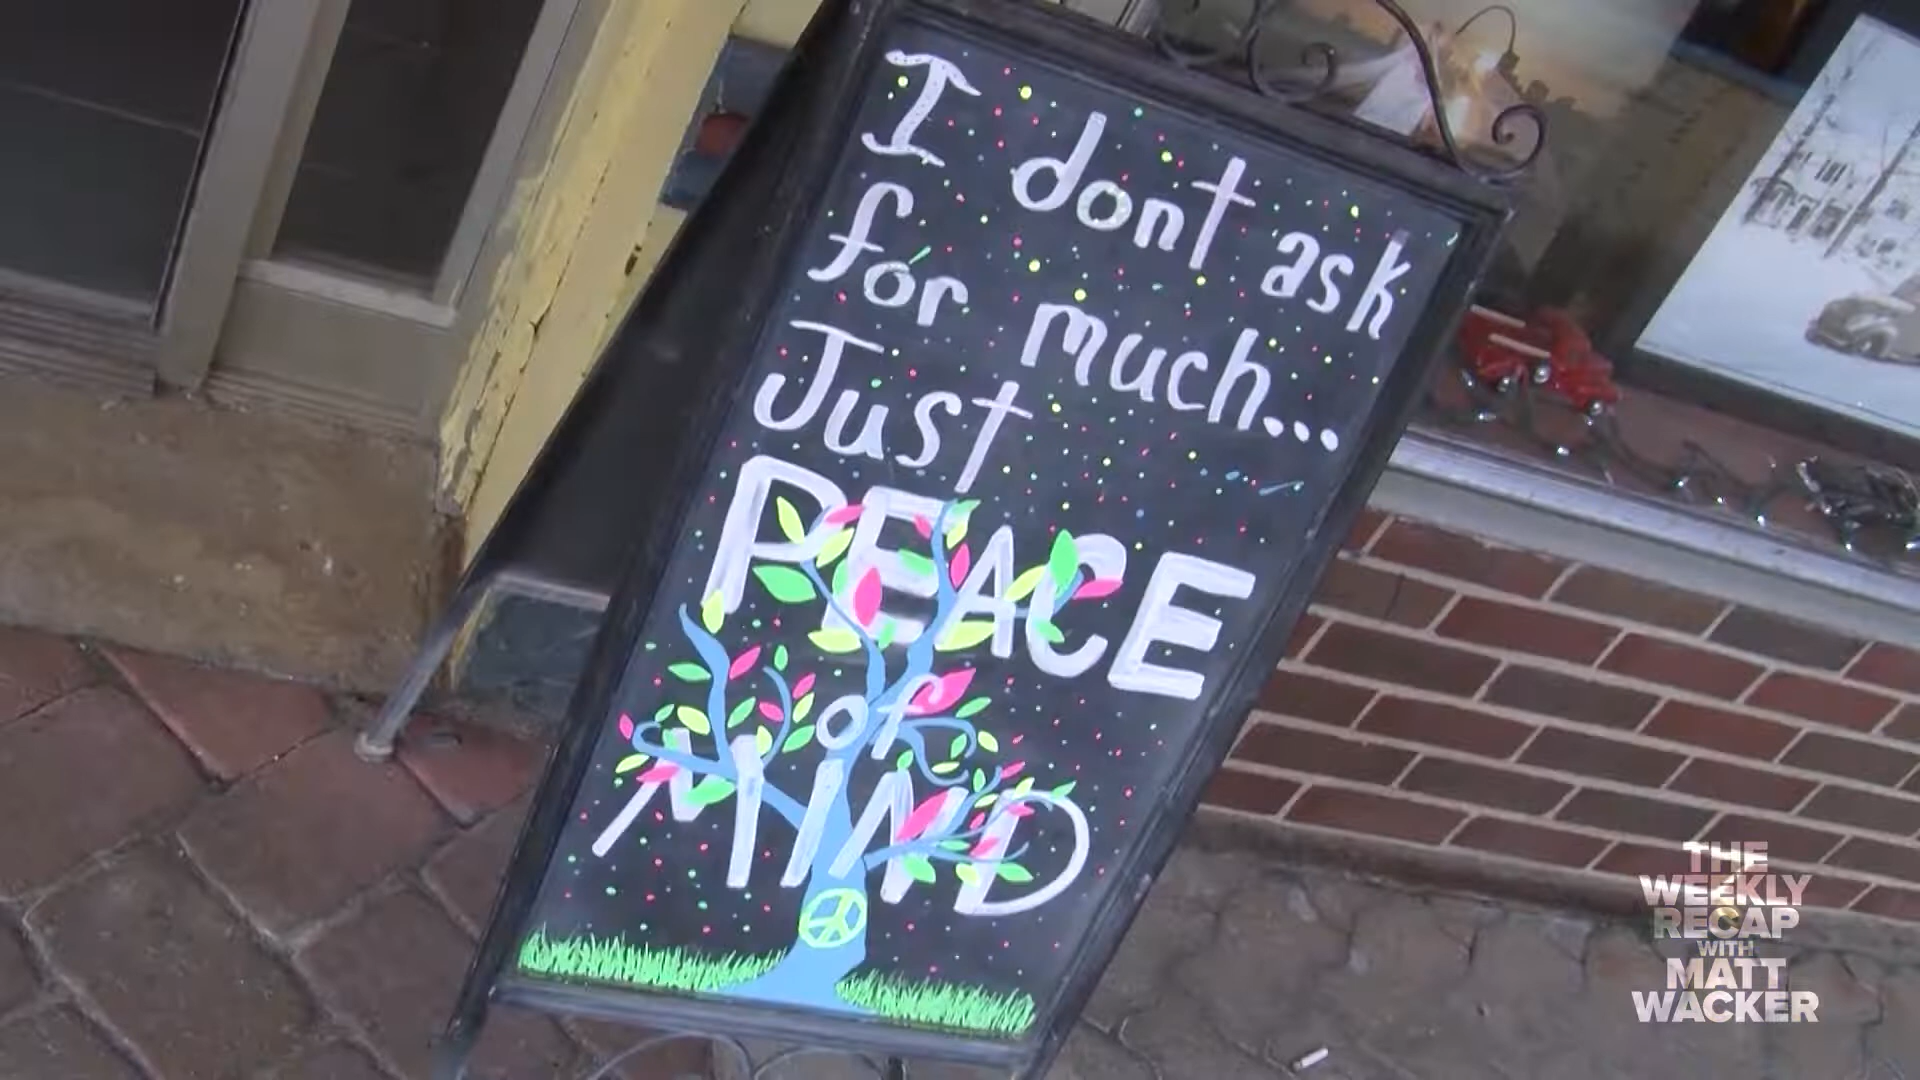 I dont ask
for much...
Just
PEACE
of
MIND
THE
WEEKLY
RECAP
WITH
MATT
WACKER